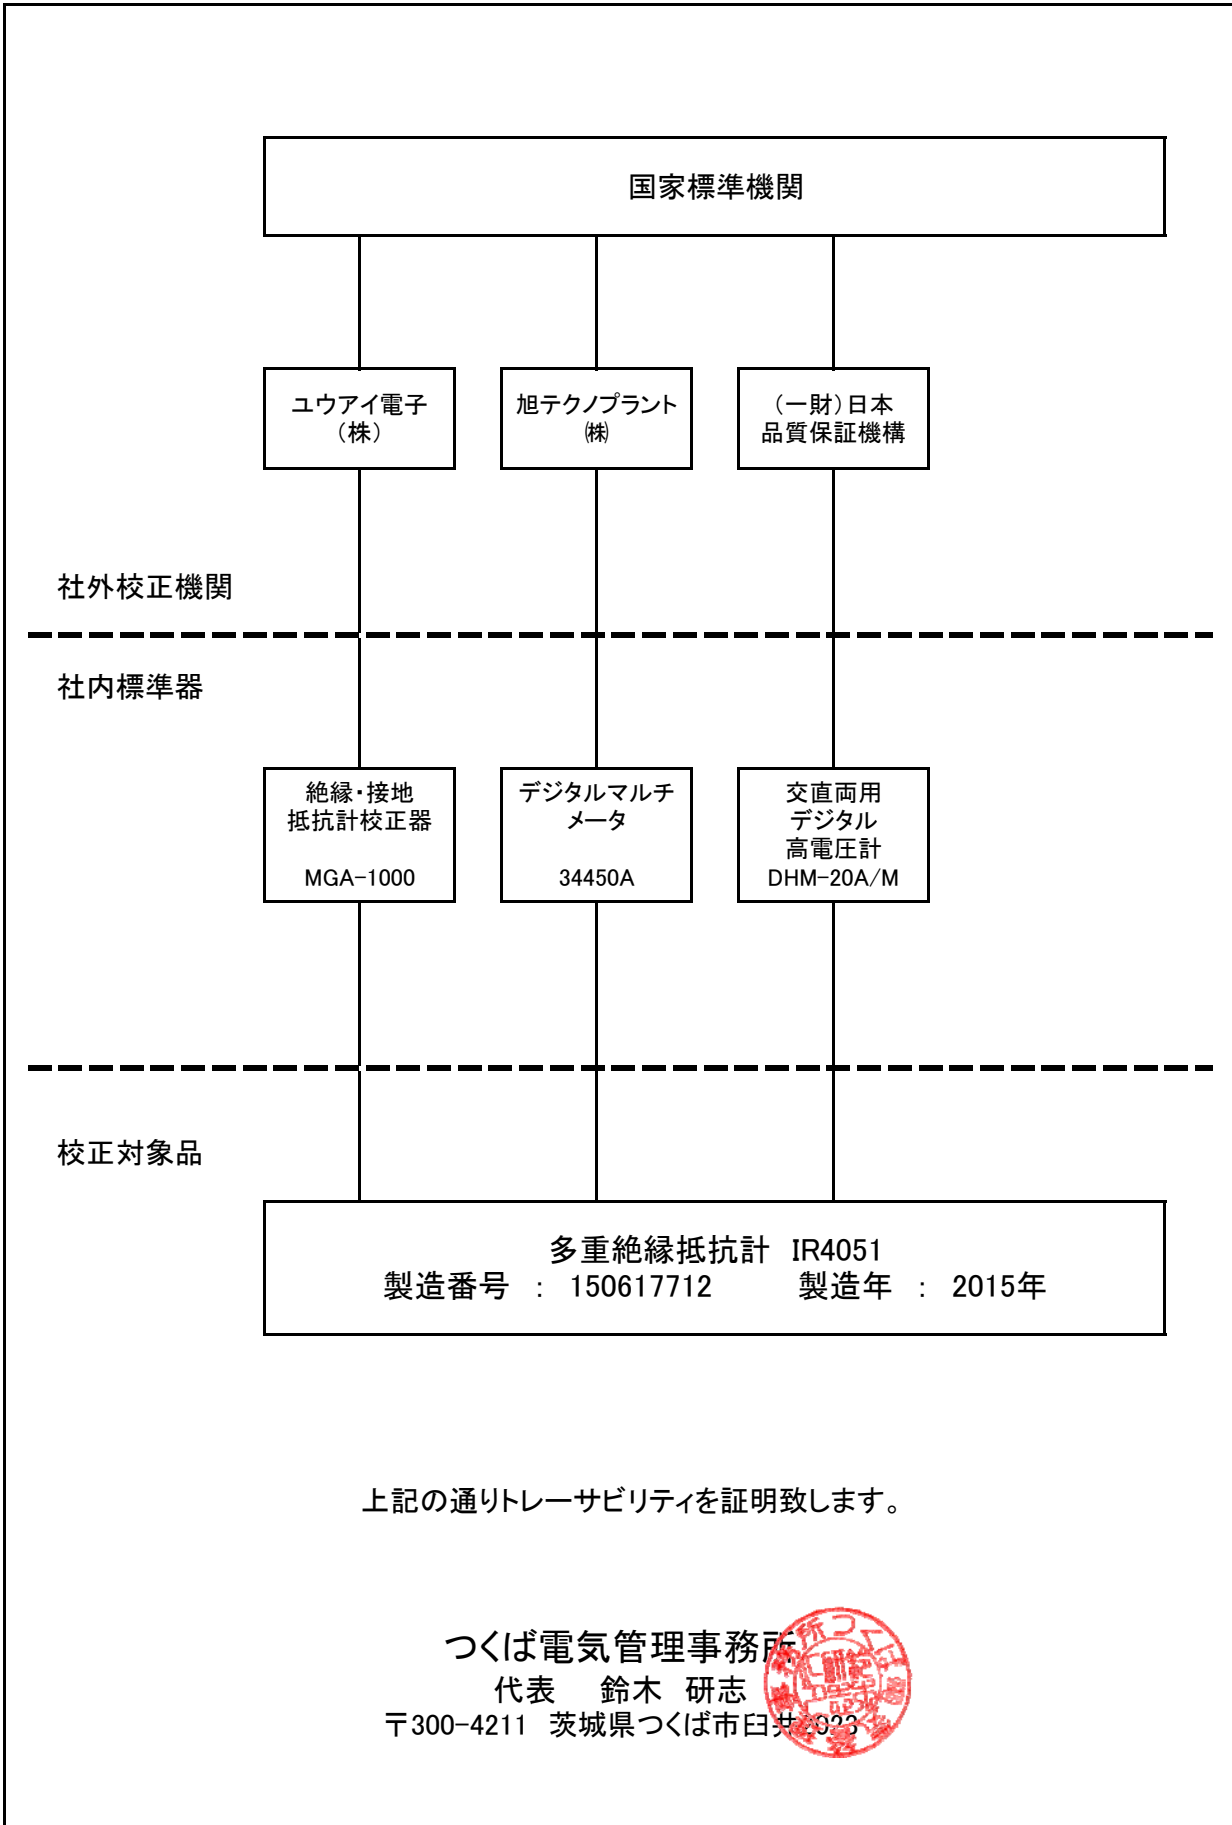 国家標準機関
ユウアイ電子
（株）
旭テクノプラント
㈱
（一財）日本
品質保証機構
社外校正機関
社内標準器
絶縁・接地
抵抗計校正器
MGA-1000
デジタルマルチ
メータ
34450A
交直両用
デジタル
高電圧計
DHM-20A/M
校正対象品
多重絶縁抵抗計 IR4051
製造番号 ： 150617712 製造年 ： 2015年
上記の通りトレーサビリティを証明致します。
つくば電気管理事務所
代表 鈴木 研志
〒300-4211 茨城県つくば市臼井